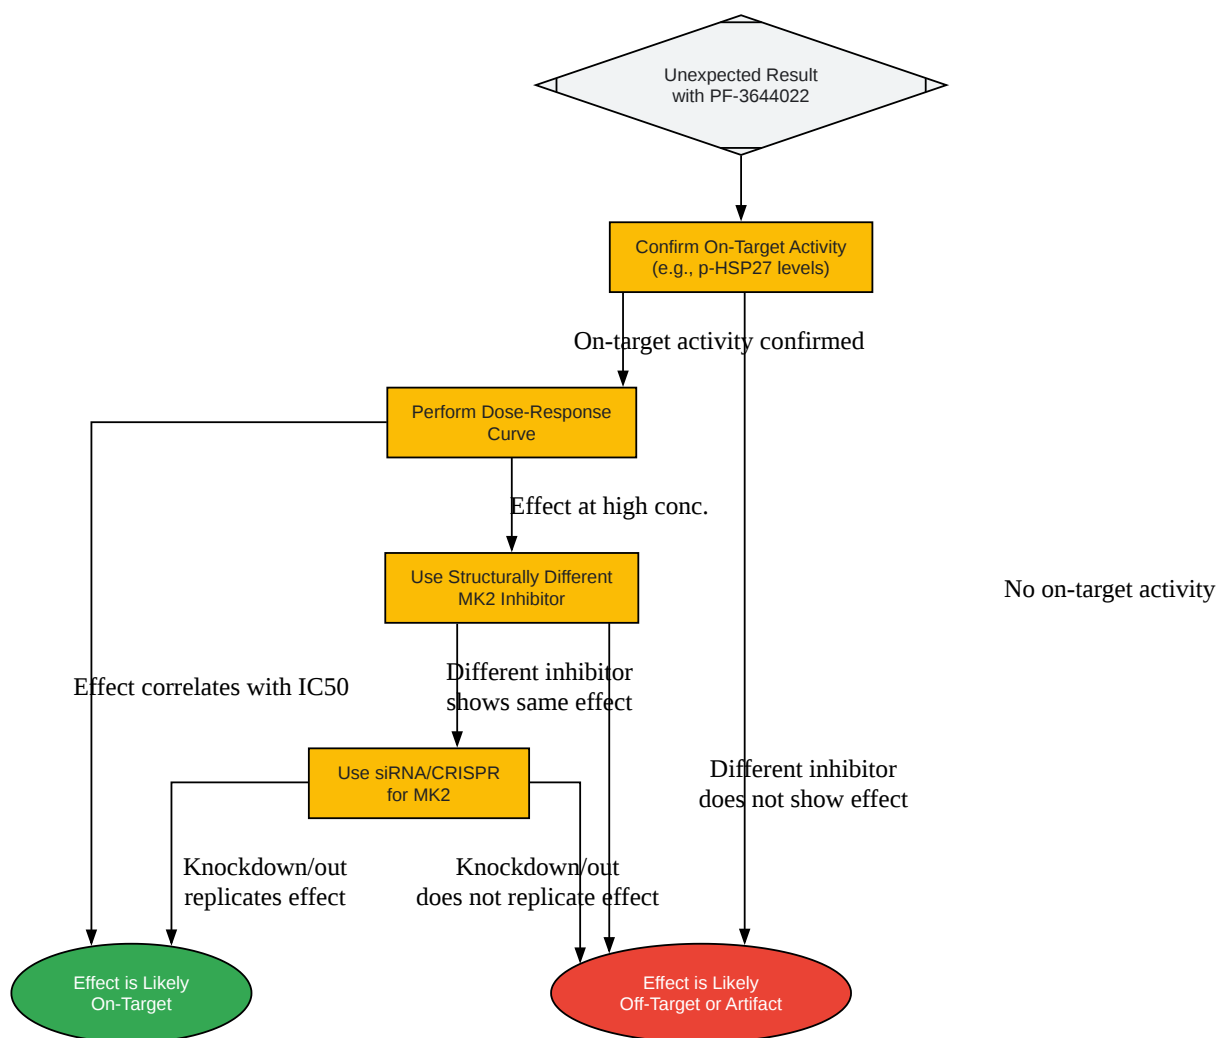 Unexpected Result
with PF-3644022
Confirm On-Target Activity
(e.g., p-HSP27 levels)
On-target activity confirmed
Perform Dose-Response
Curve
Effect at high conc.
Use Structurally Different
MK2 Inhibitor
No on-target activity
Different inhibitor
shows same effect
Effect correlates with IC50
Use siRNA/CRISPR
for MK2
Different inhibitor
does not show effect
Knockdown/out
replicates effect
Knockdown/out
does not replicate effect
Effect is Likely
On-Target
Effect is Likely
Off-Target or Artifact